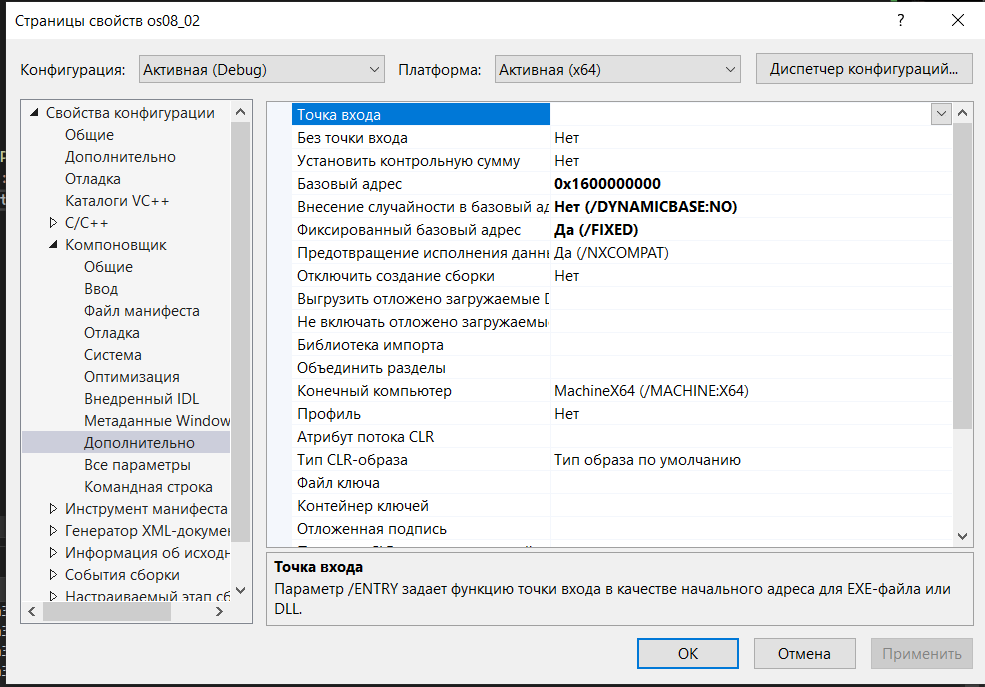 Страницы свойств os08_02
?
Конфигурация: Активная (Debug) Платформа: Активная (x64) Диспетчер конфигураций...
Свойства конфигурации
Общие
Дополнительно
Отладка
Каталоги VC++
C/C++
Компоновщик
Общие
Ввод
Файл манифеста
Отладка
Система
Оптимизация
Внедренный IDL
Метаданные Window
Дополнительно
Все параметры
Командная строка
Инструмент манифеста
Генератор XML-докумен
Информация об исходн
События сборки
Настраиваемый этап сб
Точка входа
Без точки входа Нет
Установить контрольную сумму Нет
Базовый адрес 0x1600000000
Внесение случайности в базовый ад Нет (/DYNAMICBASE:NO)
Фиксированный базовый адрес Да (/FIXED)
Предотвращение исполнения данны Да (/NXCOMPAT)
Отключить создание сборки Нет
Выгрузить отложено загружаемые D
Не включать отложено загружаемы
Библиотека импорта
Объединить разделы
Конечный компьютер MachineX64 (/MACHINE:X64)
Профиль Нет
Атрибут потока CLR
Тип CLR-образа Тип образа по умолчанию
Файл ключа
Контейнер ключей
Отложенная подпись
Точка входа
Параметр /ENTRY задает функцию точки входа в качестве начального адреса для EXE-файла или
DLL.
ОК Отмена Применить